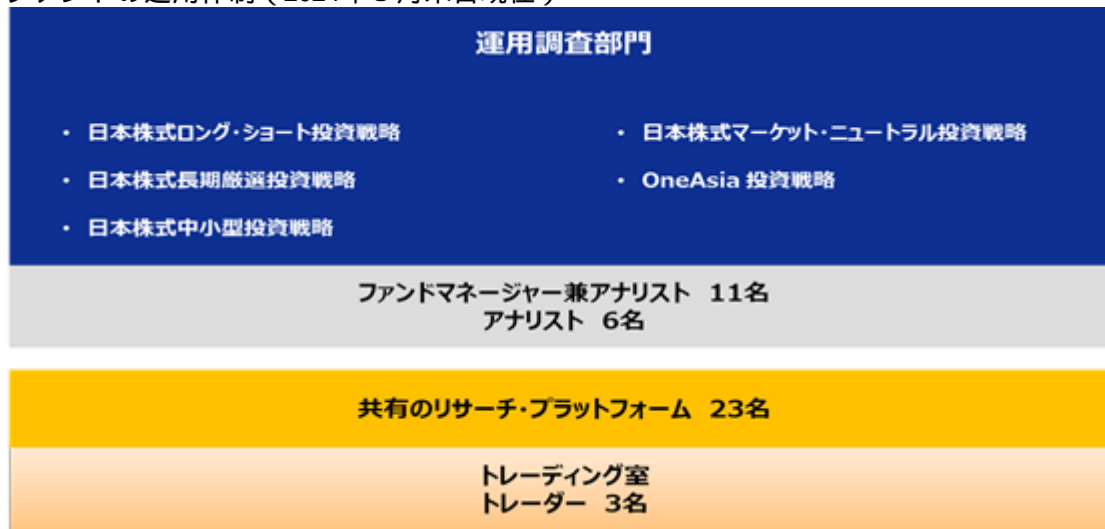 運用調査部門
・ 日本株式ロング・ショート投資戦略
・ 日本株式マーケット・ニュートラル投資戦略
・ 日本株式長期厳選投資戦略
・ OneAsia 投資戦略
・ 日本株式中小型投資戦略
ファンドマネージャー兼アナリスト 11名
アナリスト 6名
共有のリサーチ・プラットフォーム 23名
トレーディング室
トレーダー 3名